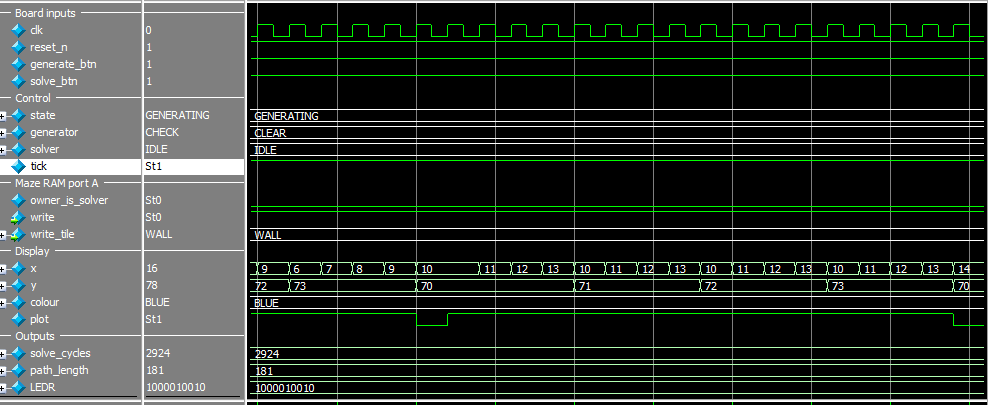 Board inputs
clk 0
reset_n 1
generate_btn 1
solve_btn 1
Control
state GENERATING GENERATING
generator CHECK CLEAR
solver IDLE IDLE
tick St1
Maze RAM port A
owner_is_solver St0
write St0
write_tile WALL WALL
Display
x 16 9 6 7 8 9 10 11 12 13 10 11 12 13 10 11 12 13 10 11 12 13 14
y 78 72 73 70 71 72 73 70
colour BLUE BLUE
plot St1
Outputs
solve_cycles 2924 2924
path_length 181 181
LEDR 1000010010 1000010010